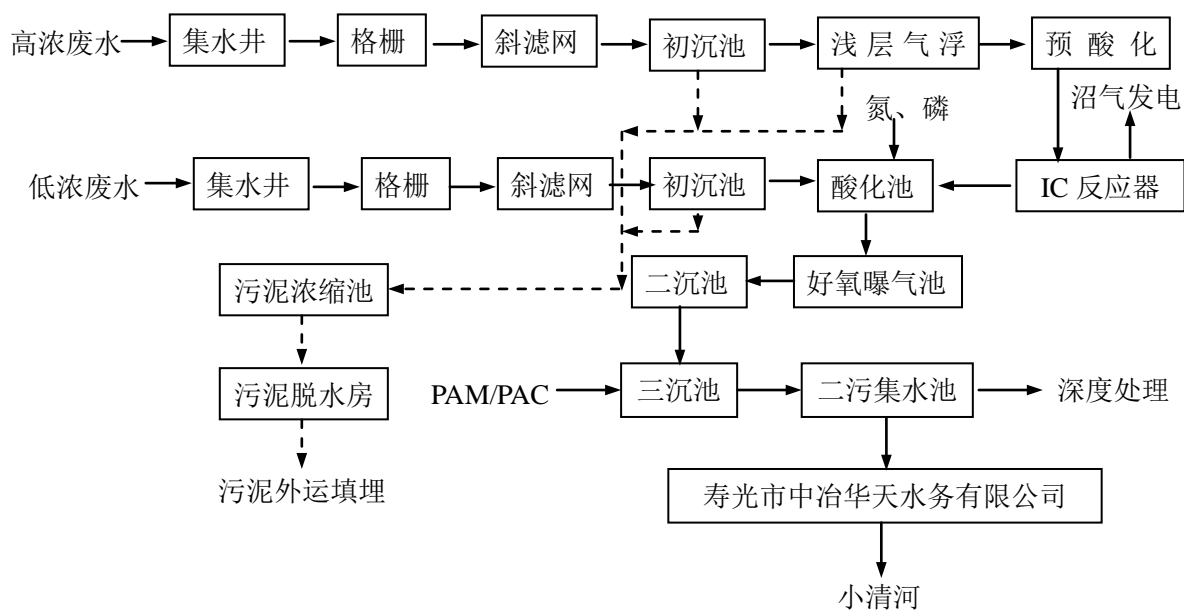 高浓废水
集水井
格栅
斜滤网
初沉池
浅层气浮
预酸化
氮、磷
沼气发电
低浓废水
集水井
格栅
斜滤网
初沉池
酸化池
IC 反应器
污泥浓缩池
二沉池
好氧曝气池
污泥脱水房
PAM/PAC
三沉池
二污集水池
深度处理
污泥外运填埋
寿光市中冶华天水务有限公司
小清河